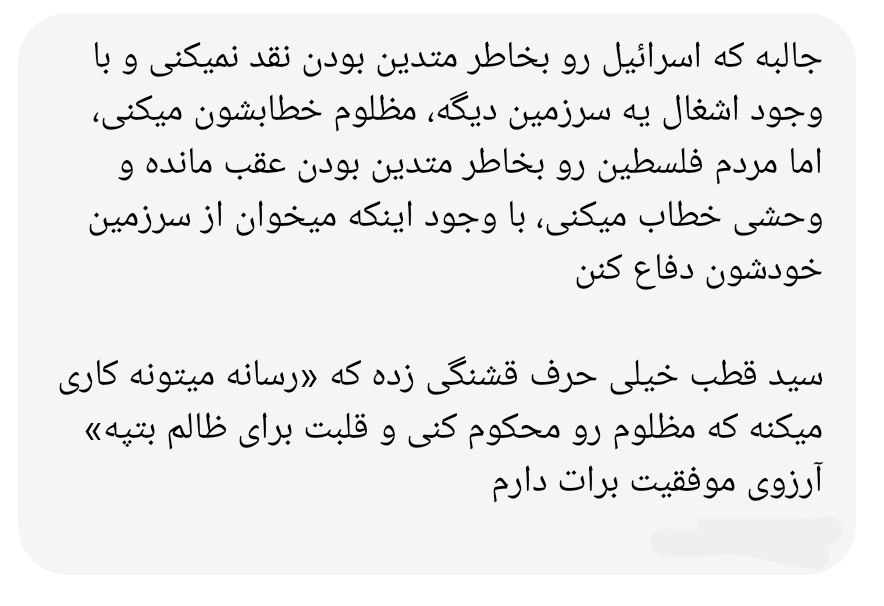 جالبه که اسرائیل رو بخاطر متدین بودن نقد نمیکنی و با
وجود اشغال یه سرزمین دیگه، مظلوم خطابشون میکنی،
اما مردم فلسطین رو بخاطر متدین بودن عقب مانده و
وحشی خطاب میکنی، با وجود اینکه میخوان از سرزمین
خودشون دفاع کنن
سید قطب خیلی حرف قشنگی زده که «رسانه میتونه کاری
میکنه که مظلوم رو محکوم کنی و قلبت برای ظالم بتپه»
آرزوی موفقیت برات دارم